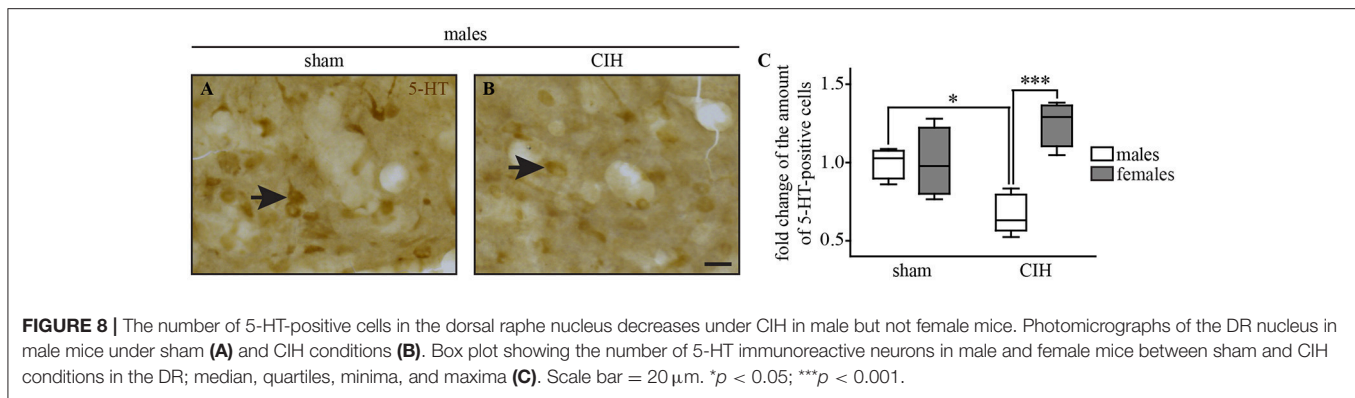 males
sham
CIH
A
5-HT
B
C
fold change of the amount
of 5-HT-positive cells
1.5
1.0
0.5
*
***
sham
CIH
males
females
FIGURE 8 | The number of 5-HT-positive cells in the dorsal raphe nucleus decreases under CIH in male but not female mice. Photomicrographs of the DR nucleus in
male mice under sham (A) and CIH conditions (B). Box plot showing the number of 5-HT immunoreactive neurons in male and female mice between sham and CIH
conditions in the DR; median, quartiles, minima, and maxima (C). Scale bar = 20 μm. *p < 0.05; ***p < 0.001.